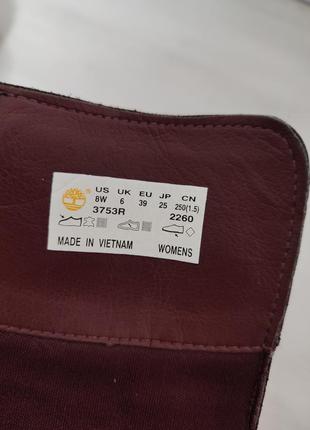 US UK EU JP CN
8W 6 39 25 250(1.5)
3753R 2260
MADE IN VIETNAM WOMENS